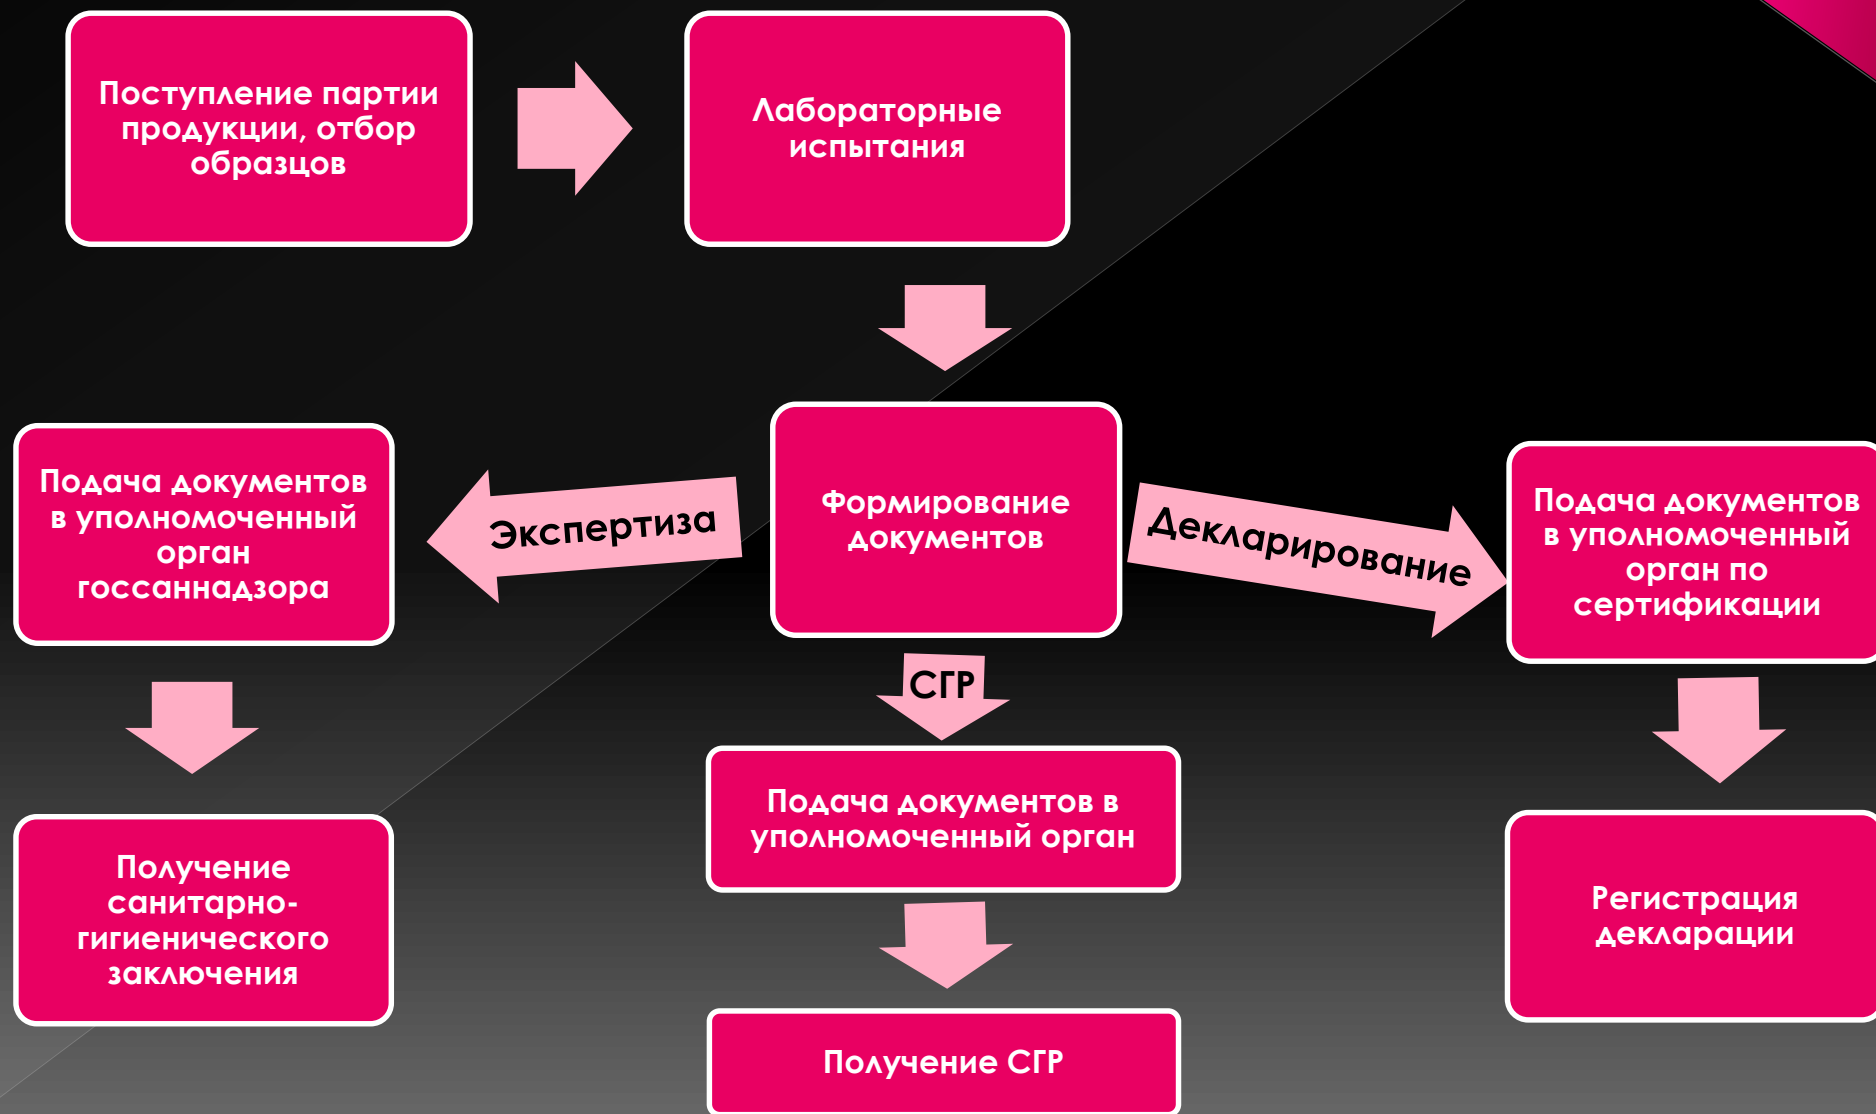 Поступление партии
продукции, отбор
образцов
Лабораторные
испытания
Подача документов
в уполномоченный
орган
госсаннадзора
Экспертиза
Формирование
документов
Декларирование
Подача документов
в уполномоченный
орган по
сертификации
СГР
Подача документов в
уполномоченный орган
Получение
санитарно-
гигиенического
заключения
Регистрация
декларации
Получение СГР